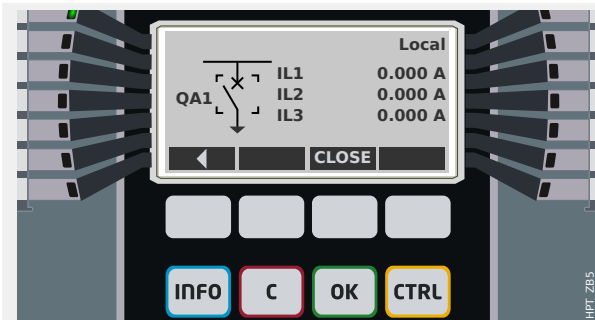 Local
IL1 0.000 A
QA1 IL2 0.000 A
IL3 0.000 A
CLOSE
INFO C OK CTRL
HPT_ZB5